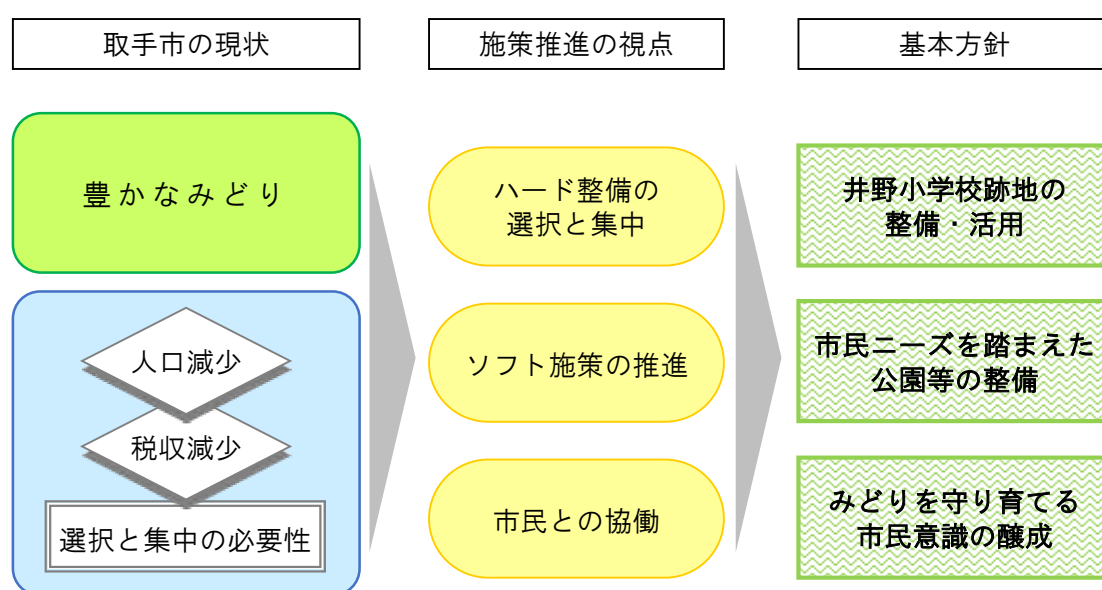 取手市の現状
施策推進の視点
基本方針
豊かなみどり
人口減少
税収減少
選択と集中の必要性
ハード整備の
選択と集中
ソフト施策の推進
市民との協働
井野小学校跡地の
整備・活用
市民ニーズを踏まえた
公園等の整備
みどりを守り育てる
市民意識の醸成